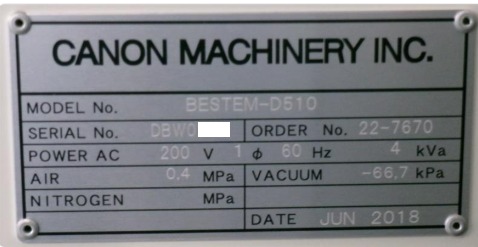 CANON MACHINERY INC.
MODEL No. BESTEM-D510
SERIAL No. DBW0 ORDER No. 22-7670
POWER AC 200 V 1 ϕ 60 Hz 4 kVa
AIR 0.4 MPa VACUUM -66.7 kPa
NITROGEN MPa
DATE JUN 2018